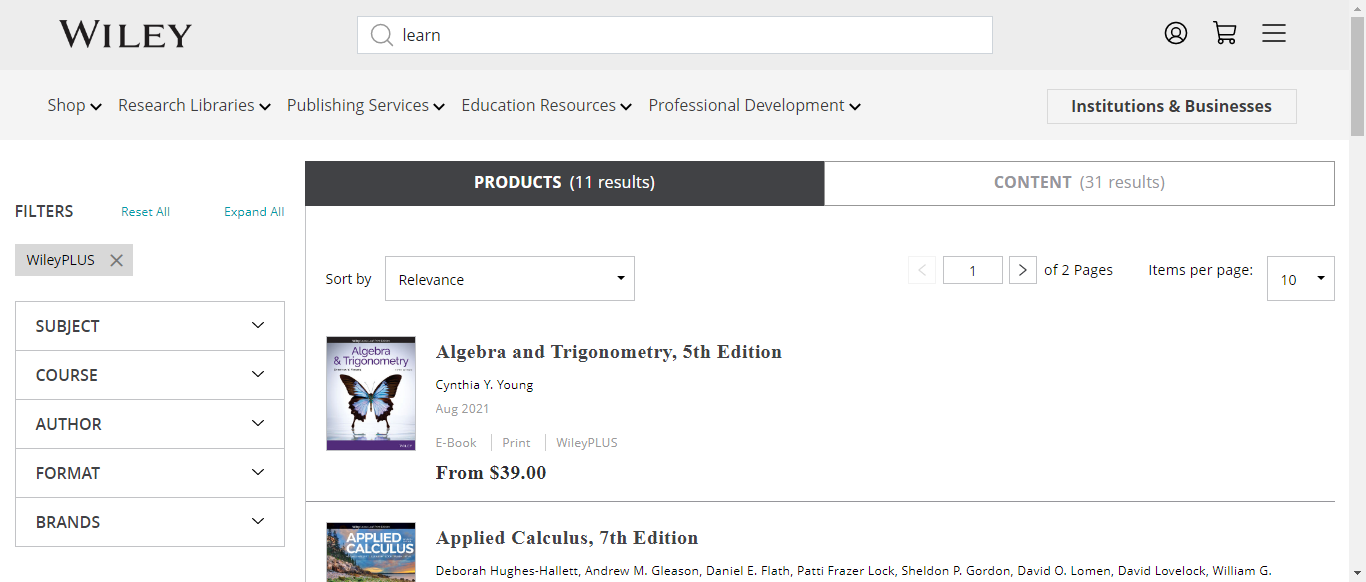 WILEY
learn
Shop
Research Libraries
Publishing Services
Education Resources
Professional Development
Institutions & Businesses
FILTERS
Reset All
Expand All
WileyPLUS
SUBJECT
COURSE
AUTHOR
FORMAT
BRANDS
PRODUCTS (11 results)
CONTENT (31 results)
Sort by
Relevance
1
of 2 Pages
Items per page:
10
Algebra
& Trigonometry
WILEY
Algebra and Trigonometry, 5th Edition
Cynthia Y. Young
Aug 2021
E-Book
Print
WileyPLUS
From $39.00
APPLIED
CALCULUS
Applied Calculus, 7th Edition
Deborah Hughes-Hallett, Andrew M. Gleason, Daniel E. Flath, Patti Frazer Lock, Sheldon P. Gordon, David O. Lomen, David Lovelock, William G.